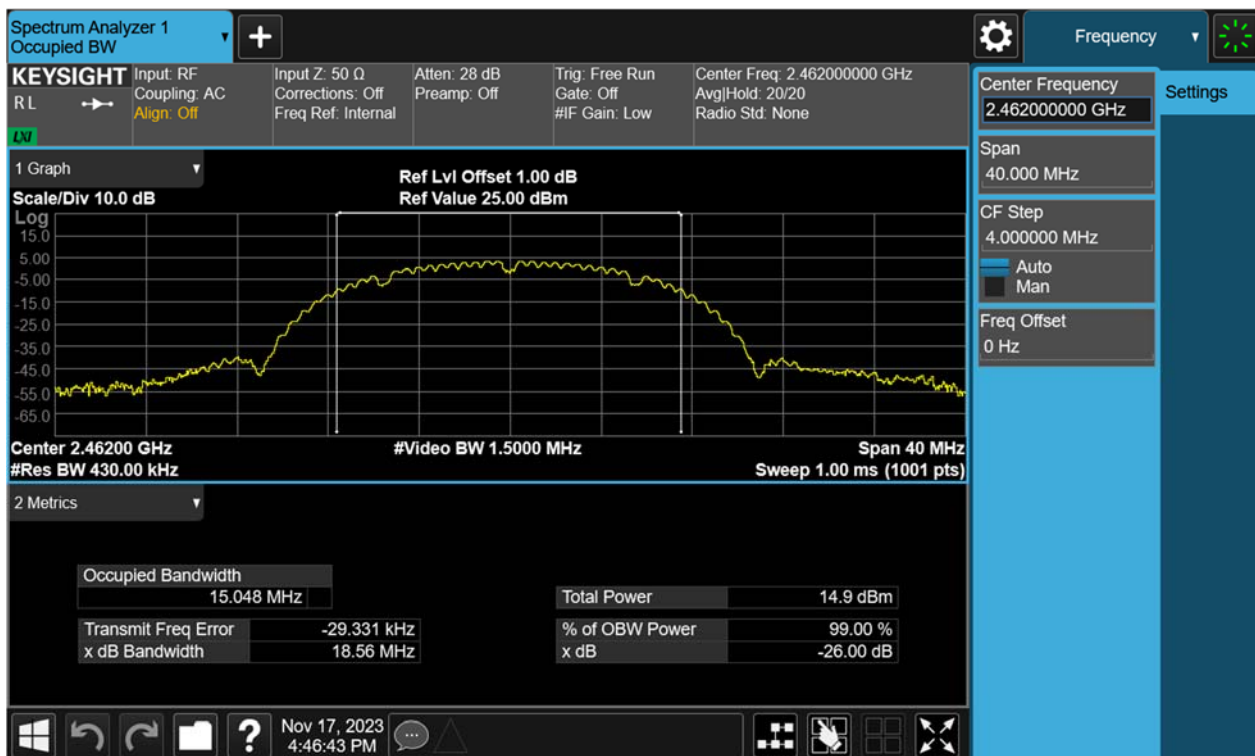 Spectrum Analyzer 1
Occupied BW
Frequency
KEYSIGHT
R L
LXI
Input: RF
Coupling: AC
Align: Off
Input Z: 50 Ω
Corrections: Off
Freq Ref: Internal
Atten: 28 dB
Preamp: Off
Trig: Free Run
Gate: Off
#IF Gain: Low
Center Freq: 2.462000000 GHz
Avg|Hold: 20/20
Radio Std: None
Center Frequency
2.462000000 GHz
Settings
Span
40.000 MHz
CF Step
4.000000 MHz
Auto
Man
Freq Offset
0 Hz
1 Graph
Scale/Div 10.0 dB
Ref Lvl Offset 1.00 dB
Ref Value 25.00 dBm
Log
15.0
5.00
-5.00
-15.0
-25.0
-35.0
-45.0
-55.0
-65.0
Center 2.46200 GHz
#Video BW 1.5000 MHz
Span 40 MHz
#Res BW 430.00 kHz
Sweep 1.00 ms (1001 pts)
2 Metrics
Occupied Bandwidth
15.048 MHz
Total Power 14.9 dBm
Transmit Freq Error -29.331 kHz
% of OBW Power 99.00 %
x dB Bandwidth 18.56 MHz
x dB -26.00 dB
Nov 17, 2023
4:46:43 PM